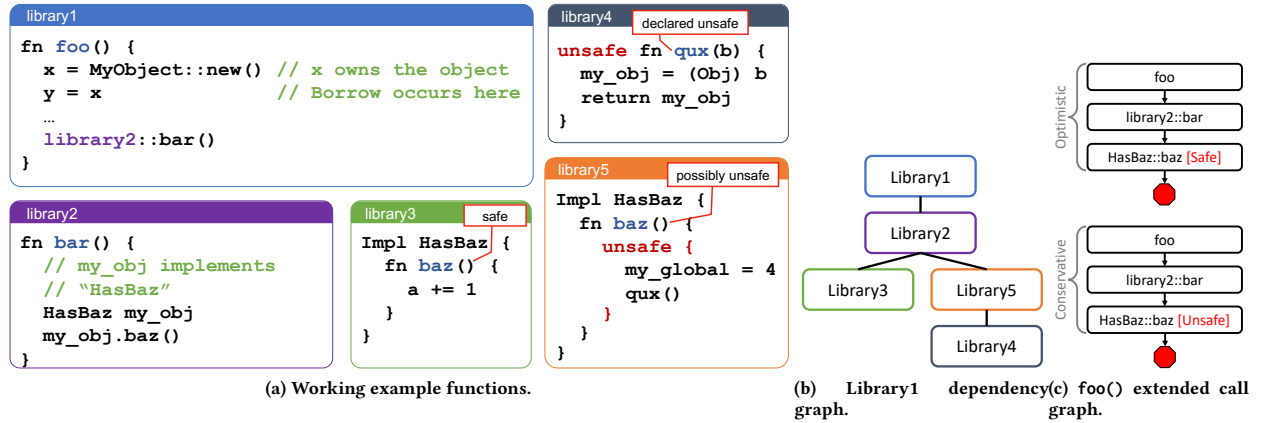 library1
fn foo() {
x = MyObject::new() // x owns the object
y = x // Borrow occurs here
…
library2::bar()
}
library4
declared unsafe
unsafe fn qux(b) {
my_obj = (Obj) b
return my_obj
}
library2
fn bar() {
// my_obj implements
// “HasBaz”
HasBaz my_obj
my_obj.baz()
}
library3
safe
Impl HasBaz {
fn baz() {
a += 1
}
}
library5
possibly unsafe
Impl HasBaz {
fn baz() {
unsafe {
my_global = 4
qux()
}
}
}
(a) Working example functions.
Library1
Library2
Library3
Library5
Library4
(b) Library1 dependency
graph.
Optimistic
foo
library2::bar
HasBaz::baz [Safe]
Conservative
foo
library2::bar
HasBaz::baz [Unsafe]
(c) foo() extended call
graph.